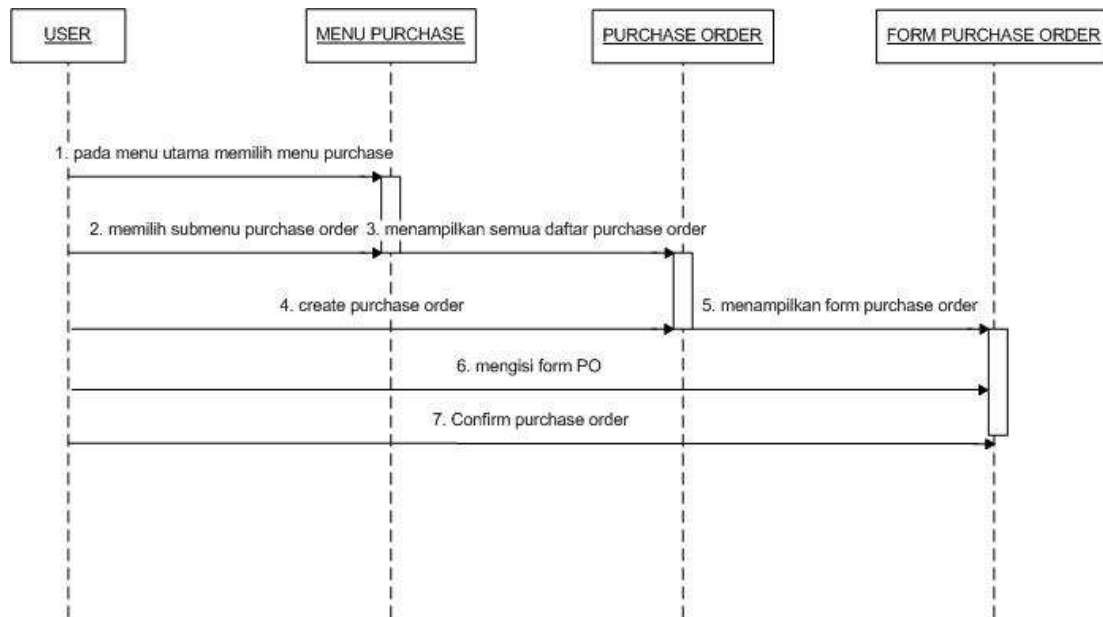 USER
MENU PURCHASE
PURCHASE ORDER
FORM PURCHASE ORDER
1. pada menu utama memilih menu purchase
2. memilih submenu purchase order
3. menampilkan semua daftar purchase order
4. create purchase order
5. menampilkan form purchase order
6. mengisi form PO
7. Confirm purchase order